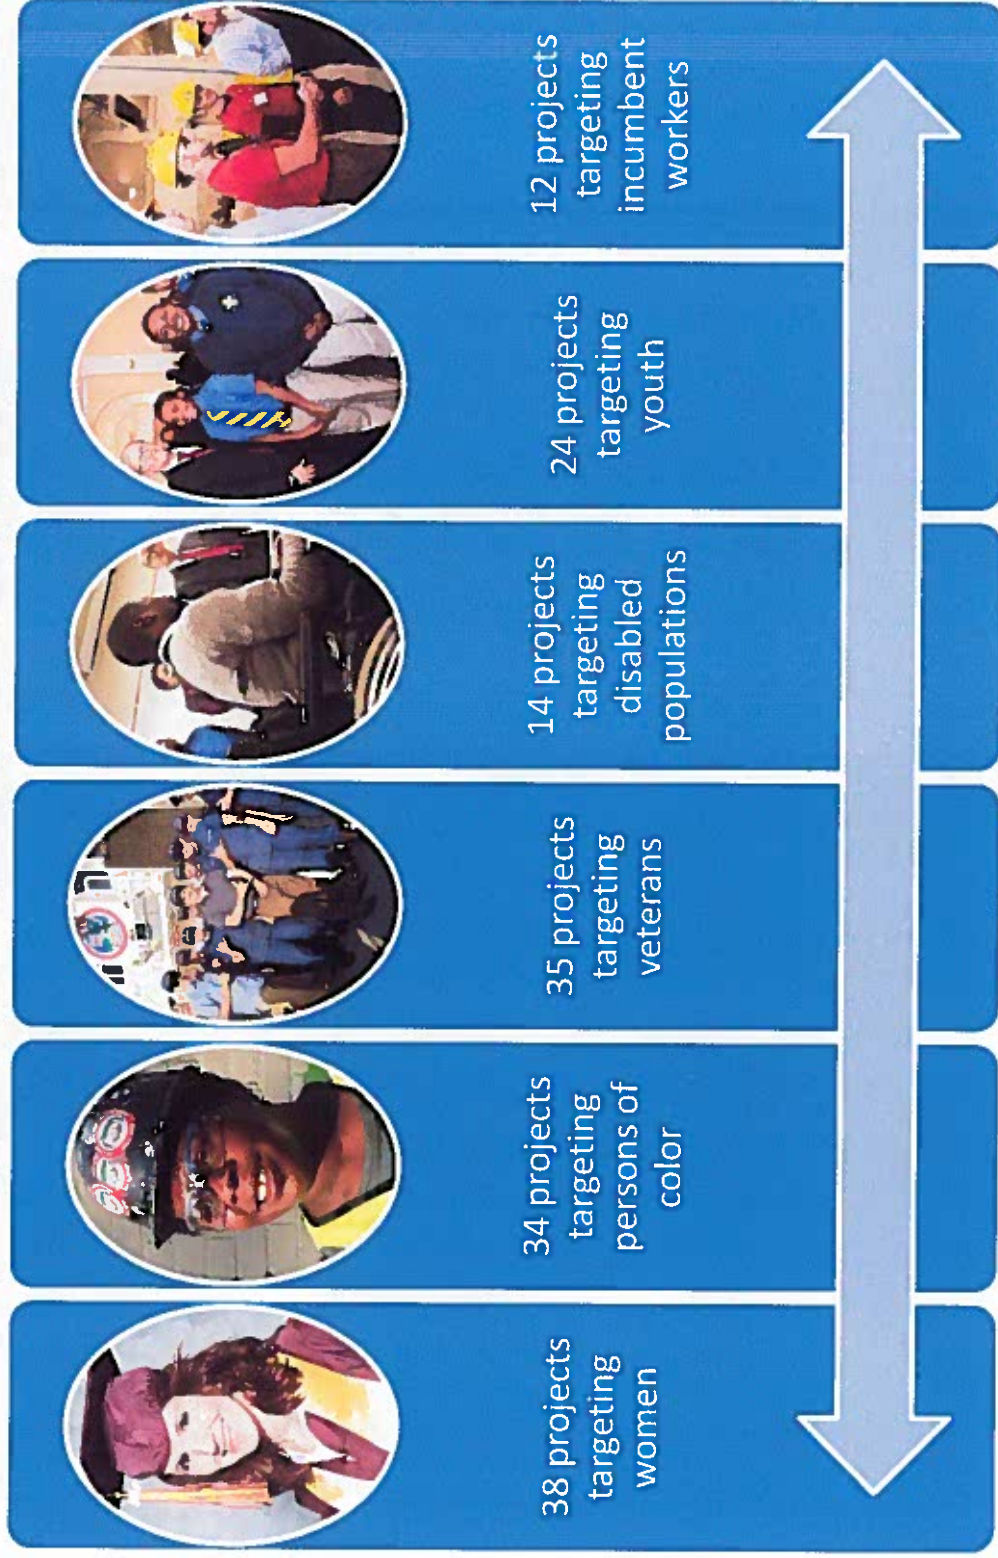 38 projects
targeting
women
34 projects
targeting
persons of
color
35 projects
targeting
veterans
14 projects
targeting
disabled
populations
24 projects
targeting
youth
12 projects
targeting
incumbent
workers